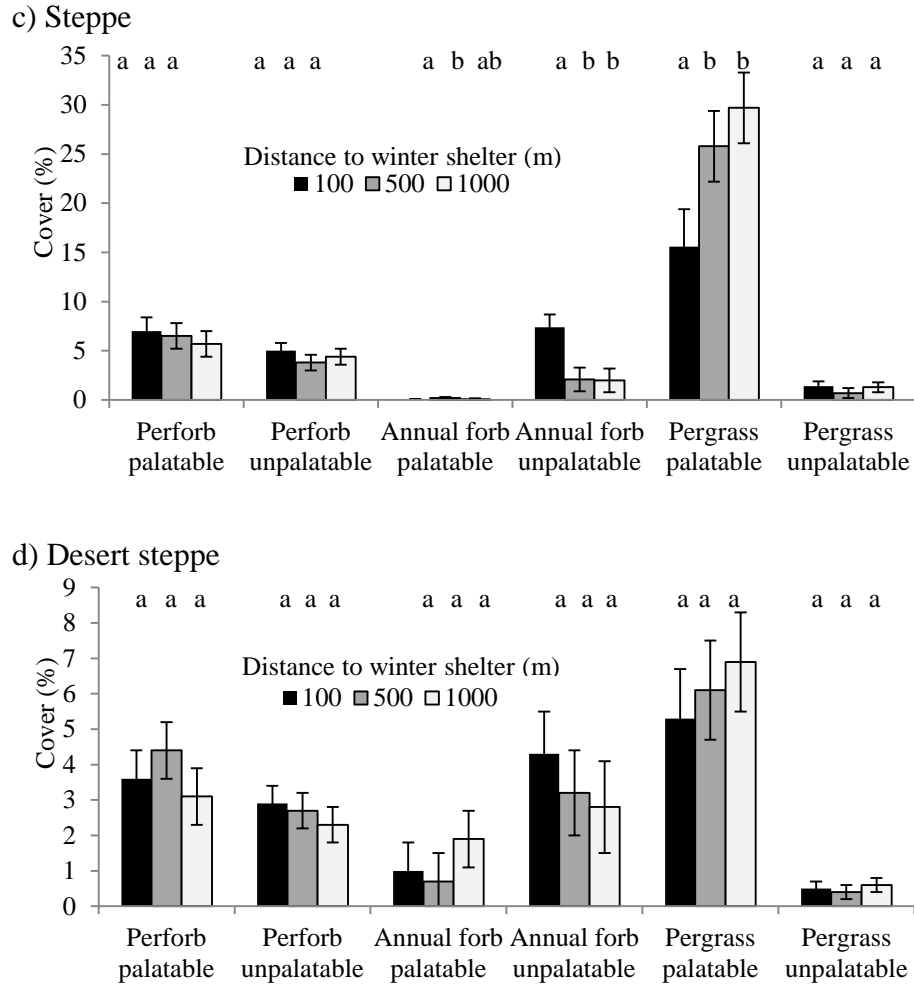 c) Steppe
a a a a a a a b ab a b b a b b a a a
35
30
25
20
15
10
5
0
Cover (%)
Distance to winter shelter (m)
100 500 1000
Perforb Perforb Annual forb Annual forb Pergrass Pergrass
palatable unpalatable palatable unpalatable palatable unpalatable
d) Desert steppe
a a a a a a a a a a a a a a a a a a
9
8
7
6
5
4
3
2
1
0
Cover (%)
Distance to winter shelter (m)
100 500 1000
Perforb Perforb Annual forb Annual forb Pergrass Pergrass
palatable unpalatable palatable unpalatable palatable unpalatable